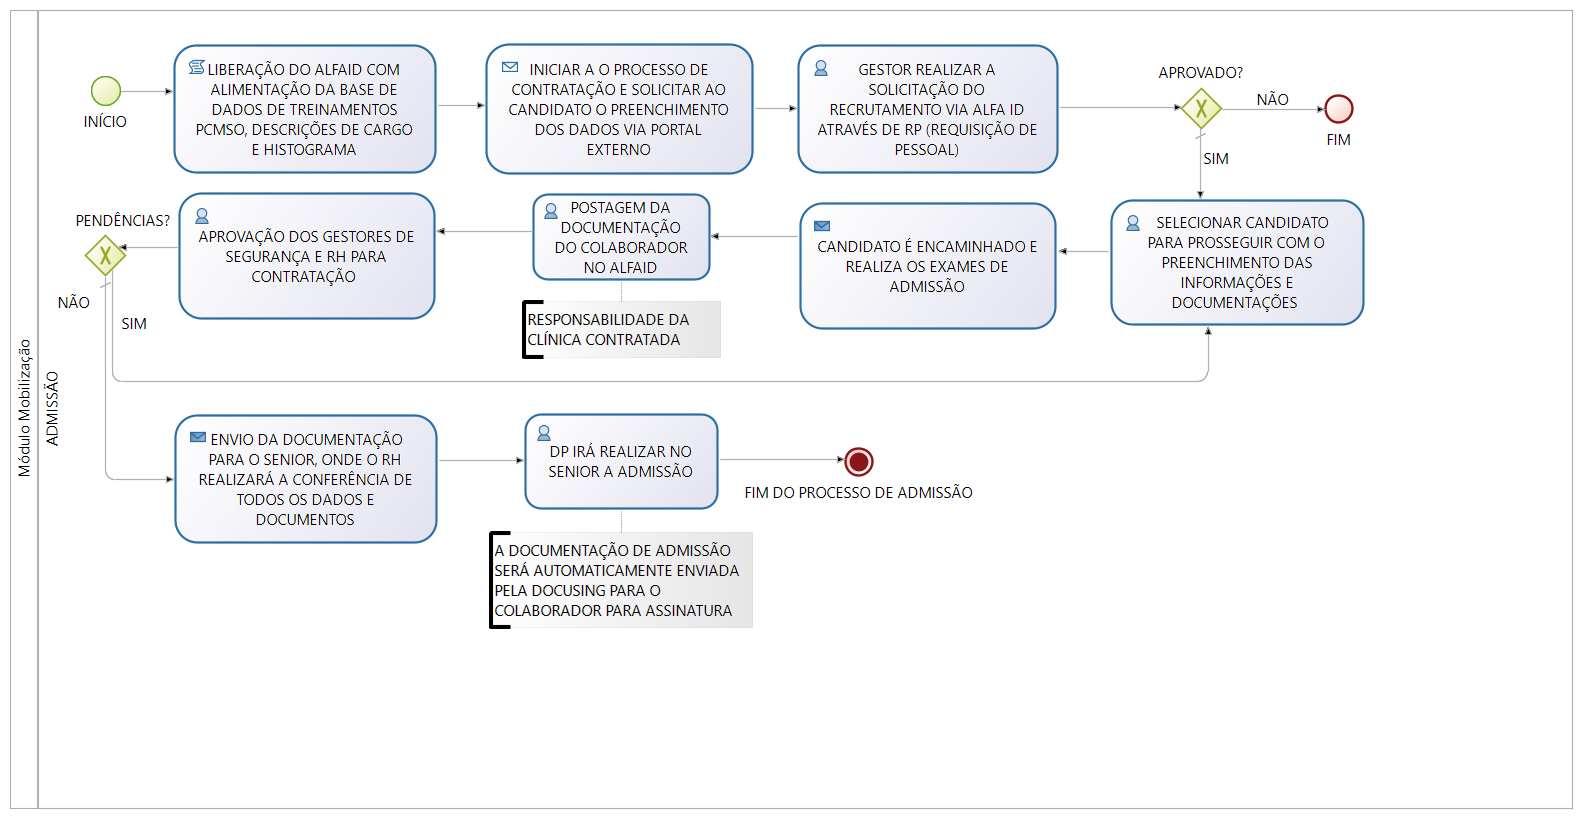 Módulo Mobilização
ADMISSÃO
INÍCIO
LIBERAÇÃO DO ALFAID COM
ALIMENTAÇÃO DA BASE DE
DADOS DE TREINAMENTOS
PCMSO, DESCRIÇÕES DE CARGO
E HISTOGRAMA
INICIAR A O PROCESSO DE
CONTRATAÇÃO E SOLICITAR AO
CANDIDATO O PREENCHIMENTO
DOS DADOS VIA PORTAL
EXTERNO
GESTOR REALIZAR A
SOLICITAÇÃO DO
RECRUTAMENTO VIA ALFA ID
ATRAVÉS DE RP (REQUISIÇÃO DE
PESSOAL)
APROVADO?
NÃO
FIM
SIM
SELECIONAR CANDIDATO
PARA PROSSEGUIR COM O
PREENCHIMENTO DAS
INFORMAÇÕES E
DOCUMENTAÇÕES
CANDIDATO É ENCAMINHADO E
REALIZA OS EXAMES DE
ADMISSÃO
POSTAGEM DA
DOCUMENTAÇÃO
DO COLABORADOR
NO ALFAID
RESPONSABILIDADE DA
CLÍNICA CONTRATADA
APROVAÇÃO DOS GESTORES DE
SEGURANÇA E RH PARA
CONTRATAÇÃO
PENDÊNCIAS?
NÃO
SIM
ENVIO DA DOCUMENTAÇÃO
PARA O SENIOR, ONDE O RH
REALIZARÁ A CONFERÊNCIA DE
TODOS OS DADOS E
DOCUMENTOS
DP IRÁ REALIZAR NO
SENIOR A ADMISSÃO
FIM DO PROCESSO DE ADMISSÃO
A DOCUMENTAÇÃO DE ADMISSÃO
SERÁ AUTOMATICAMENTE ENVIADA
PELA DOCUSING PARA O
COLABORADOR PARA ASSINATURA